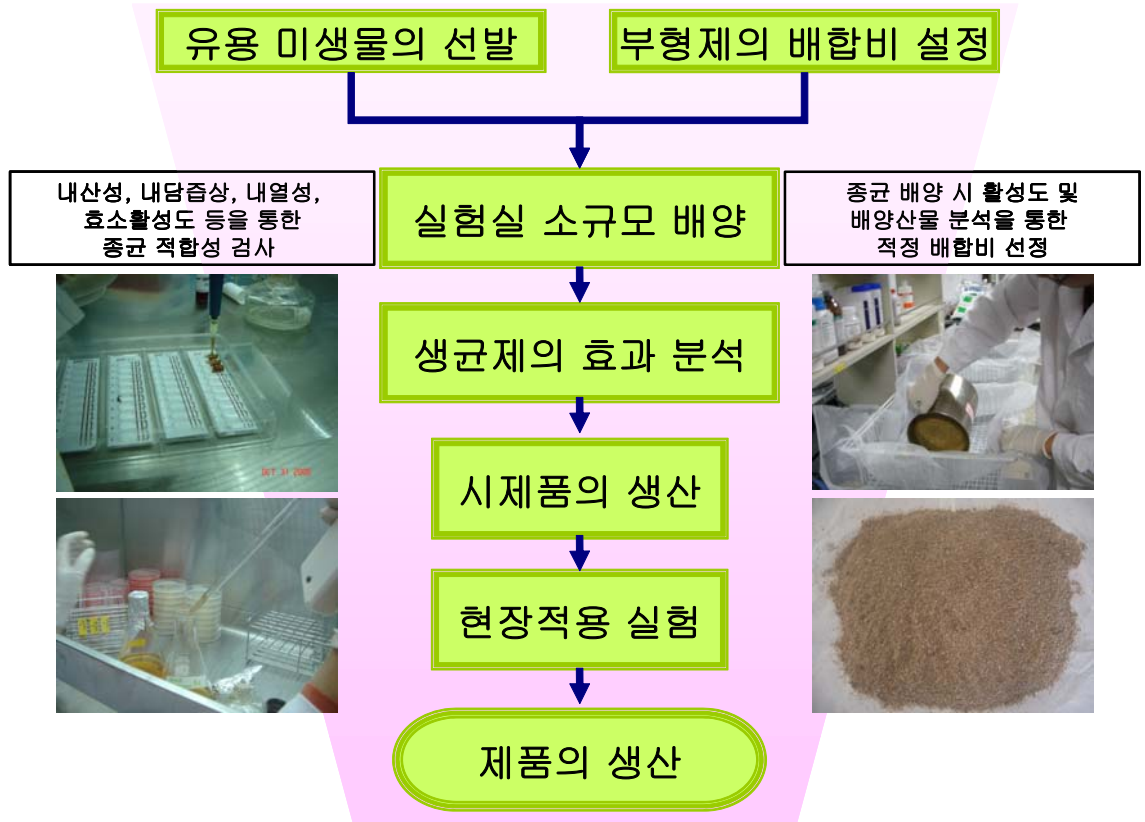 유용 미생물의 선발
부형제의 배합비 설정
내산성, 내담즙상, 내열성,
효소활성도 등을 통한
종균 적합성 검사
실험실 소규모 배양
종균 배양 시 활성도 및
배양산물 분석을 통한
적정 배합비 선정
생균제의 효과 분석
시제품의 생산
현장적용 실험
제품의 생산